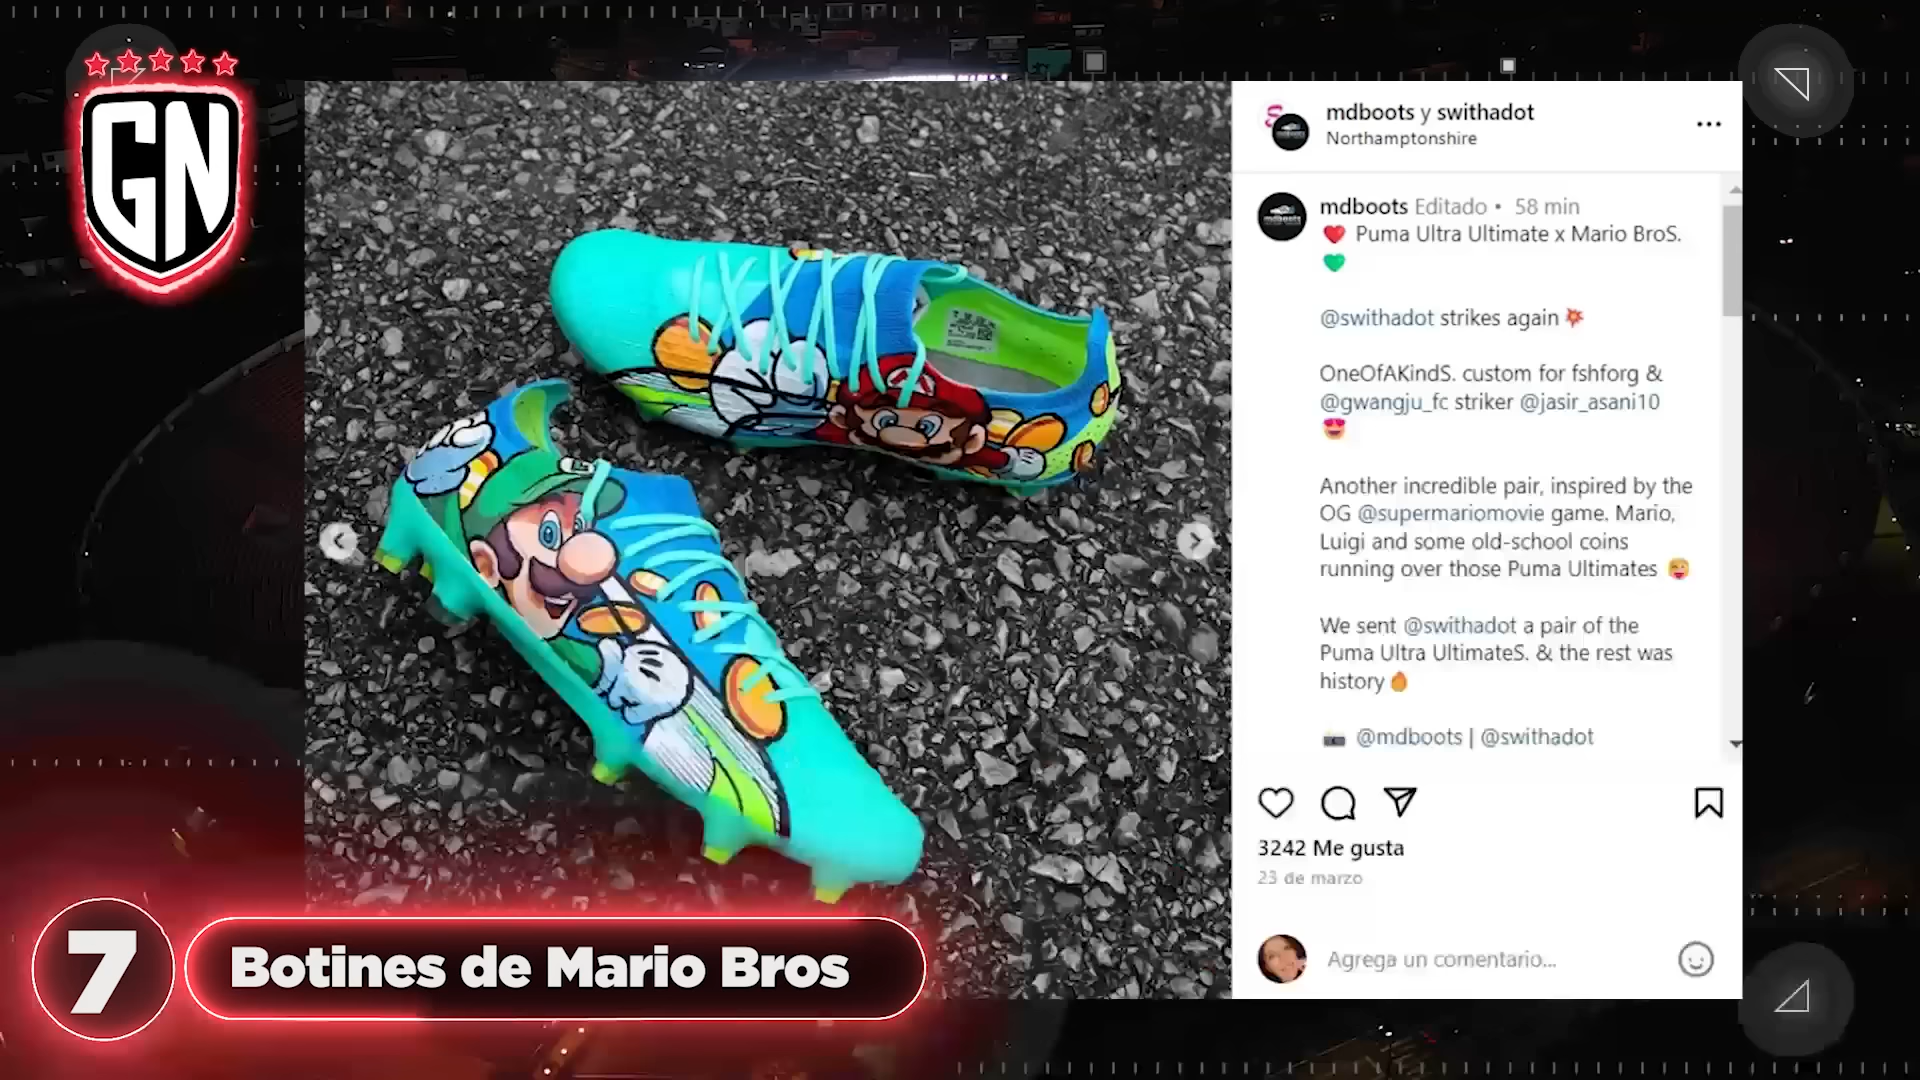 GN
mdboots y swithadot
Northamptonshire
mdboots Editado • 58 min
❤️ Puma Ultra Ultimate x Mario BroS.
💚
@swithadot strikes again 💥
OneOfAKindS. custom for fshforg &
@gwangju_fc striker @jasir_asani10
😍
Another incredible pair, inspired by the
OG @supermariomovie game. Mario,
Luigi and some old-school coins
running over those Puma Ultimates 😜
We sent @swithadot a pair of the
Puma Ultra UltimateS. & the rest was
history🔥
📷 @mdboots | @swithadot
3242 Me gusta
23 de marzo
Agrega un comentario...
7
Botines de Mario Bros